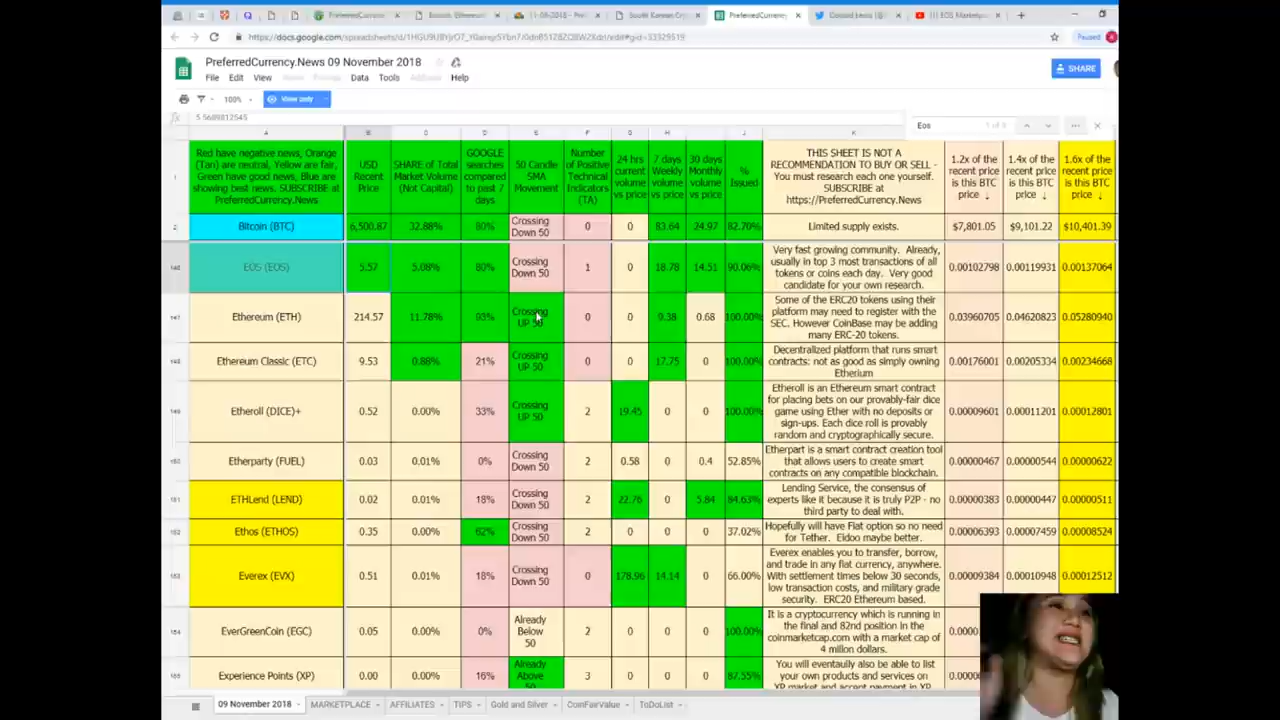 PreferredCurrency.News 09 November 2018
File Edit View Data Tools Help
SHARE
100% View only
Paused
5.5689812545
Eos
A B C D E F G H I J K
Red have negative news, Orange (Tan) are neutral, Yellow are fair, Green have good news, Blue are showing best news. SUBSCRIBE at PreferredCurrency.News
USD Recent Price
SHARE of Total Market Volume (Not Capital)
GOOGLE searches compared to past 7 days
50 Candle SMA Movement
Number of Positive Technical Indicators (TA)
24 hrs current volume vs price
7 days Weekly volume vs price
30 days Monthly volume vs price
% Issued
THIS SHEET IS NOT A RECOMMENDATION TO BUY OR SELL - You must research each one yourself. SUBSCRIBE at https://PreferredCurrency.News
1.2x of the recent price is this BTC price ↓
1.4x of the recent price is this BTC price ↓
1.6x of the recent price is this BTC price ↓
Bitcoin (BTC) 6,500.87 32.88% 80% Crossing Down 50 0 0 83.64 24.97 82.70% Limited supply exists. $7,801.05 $9,101.22 $10,401.39
EOS (EOS) 5.57 5.08% 80% Crossing Down 50 1 0 18.78 14.51 90.06% Very fast growing community. Already, usually in top 3 most transactions of all tokens or coins each day. Very good candidate for your own research. 0.00102798 0.00119931 0.00137064
Ethereum (ETH) 214.57 11.78% 93% Crossing UP 50 0 0 9.38 0.68 100.00% Some of the ERC20 tokens using their platform may need to register with the SEC. However CoinBase may be adding many ERC-20 tokens. 0.03960705 0.04620823 0.05280940
Ethereum Classic (ETC) 9.53 0.88% 21% Crossing UP 50 0 0 17.75 0 100.00% Decentralized platform that runs smart contracts: not as good as simply owning Etherium 0.00176001 0.00205334 0.00234668
Etheroll (DICE)+ 0.52 0.00% 33% Crossing UP 50 2 19.45 0 0 100.00% Etheroll is an Ethereum smart contract for placing bets on our provably-fair dice game using Ether with no deposits or sign-ups. Each dice roll is provably random and cryptographically secure. 0.00009601 0.00011201 0.00012801
Etherparty (FUEL) 0.03 0.01% 0% Crossing Down 50 2 0.58 0 0.4 52.85% Etherpart is a smart contract creation tool that allows users to create smart contracts on any compatible blockchain. 0.00000467 0.00000544 0.00000622
ETHLend (LEND) 0.02 0.01% 18% Crossing Down 50 2 22.76 0 5.84 84.63% Lending Service, the consensus of experts like it because it is truly P2P - no third party to deal with. 0.00000383 0.00000447 0.00000511
Ethos (ETHOS) 0.35 0.00% 62% Crossing Down 50 2 0 0 0 37.02% Hopefully will have Fiat option so no need for Tether. Eidoo maybe better. 0.00006393 0.00007459 0.00008524
Everex (EVX) 0.51 0.01% 18% Crossing Down 50 0 178.96 14.14 0 66.00% Everex enables you to transfer, borrow, and trade in any fiat currency, anywhere. With settlement times below 30 seconds, low transaction costs, and military grade security. ERC20 Ethereum based. 0.00009384 0.00010948 0.00012512
EverGreenCoin (EGC) 0.05 0.00% 0% Already Below 50 2 0 0 0 100.00% It is a cryptocurrency which is running in the final and 82nd position in the coinmarketcap.com with a market cap of 4 millon dollars. 0.0000
Experience Points (XP) 0.00 0.00% 16% Already Above 50 3 0 0 0 87.55% You will eventaully also be able to list your own products and services on XP market and accept payment in XP 0.0000
09 November 2018 MARKETPLACE AFFILIATES TIPS Gold and Silver CoinFairValue ToDoList